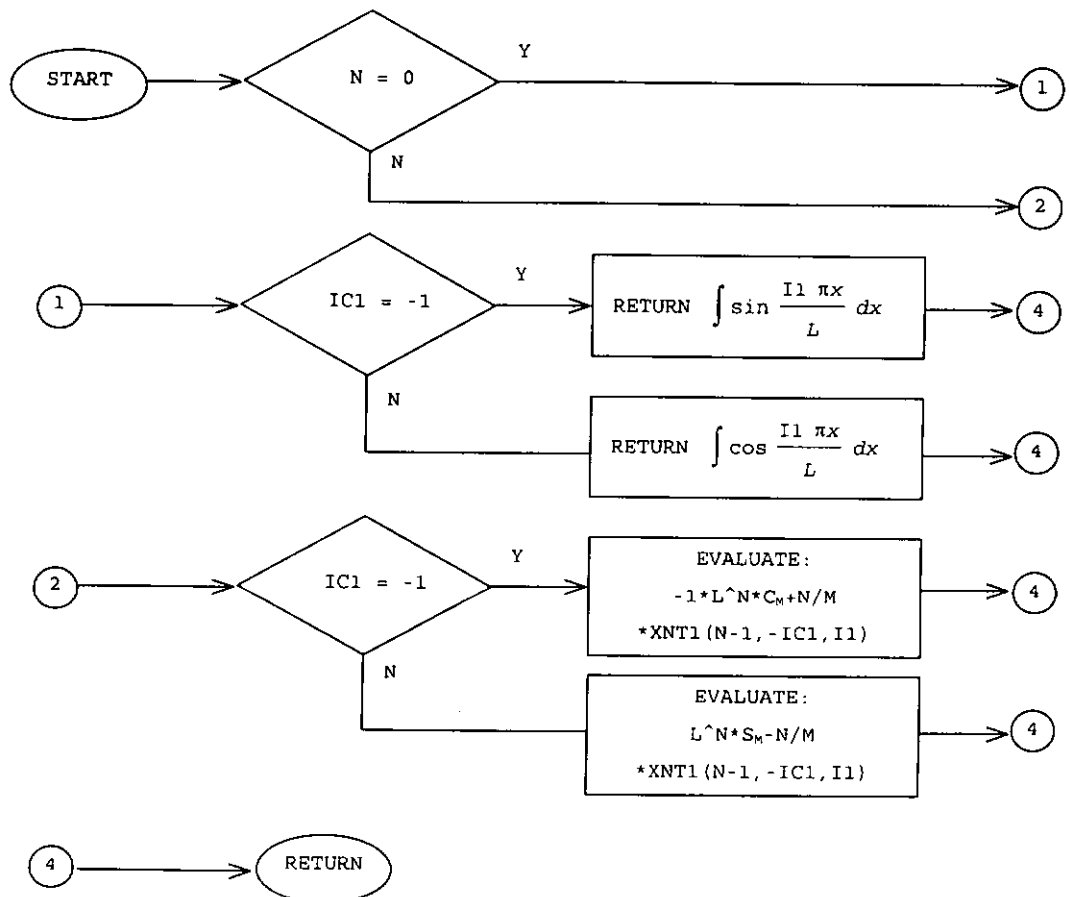 START
N = 0
Y
1
N
2
1
IC1 = -1
Y
RETURN ∫ sin I1 πx / L dx
4
N
RETURN ∫ cos I1 πx / L dx
4
2
IC1 = -1
Y
EVALUATE:
-1*L^N*C_M+N/M
*XNT1(N-1,-IC1,I1)
4
N
EVALUATE:
L^N*S_M-N/M
*XNT1(N-1,-IC1,I1)
4
4
RETURN